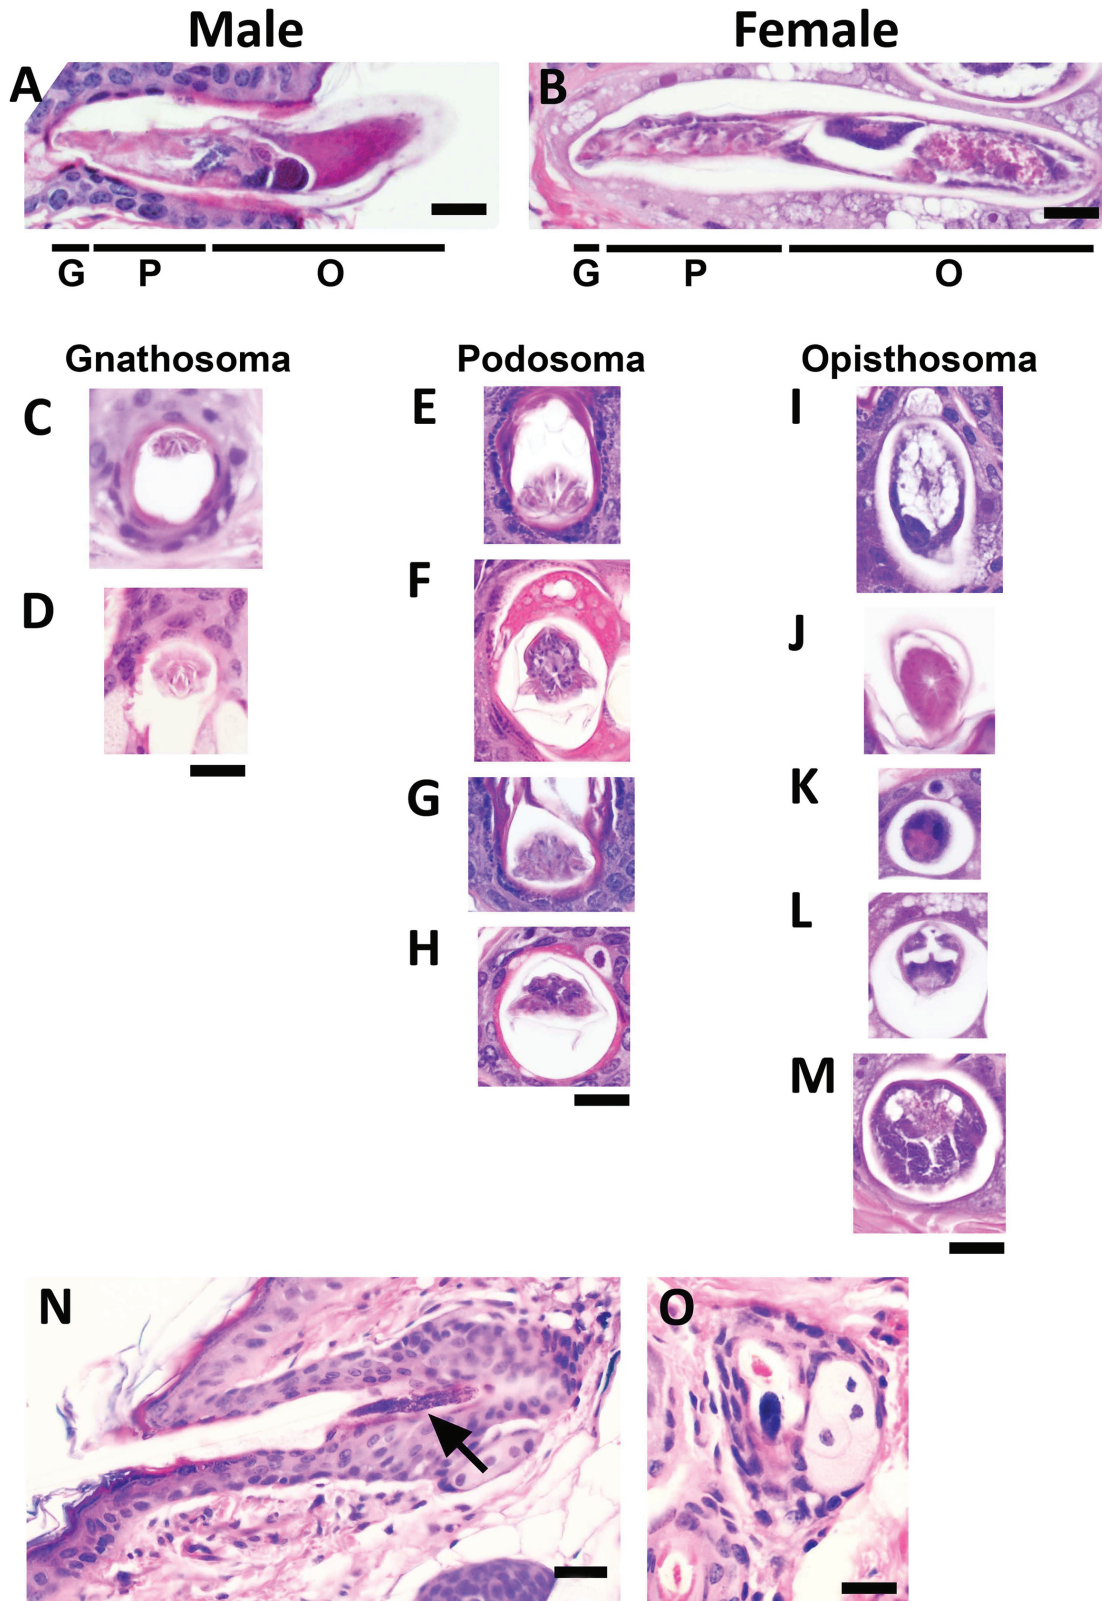 Male Female
A B
G P O G P O
Gnathosoma Podosoma Opisthosoma
C E I
D F J
G K
H L
M
N O